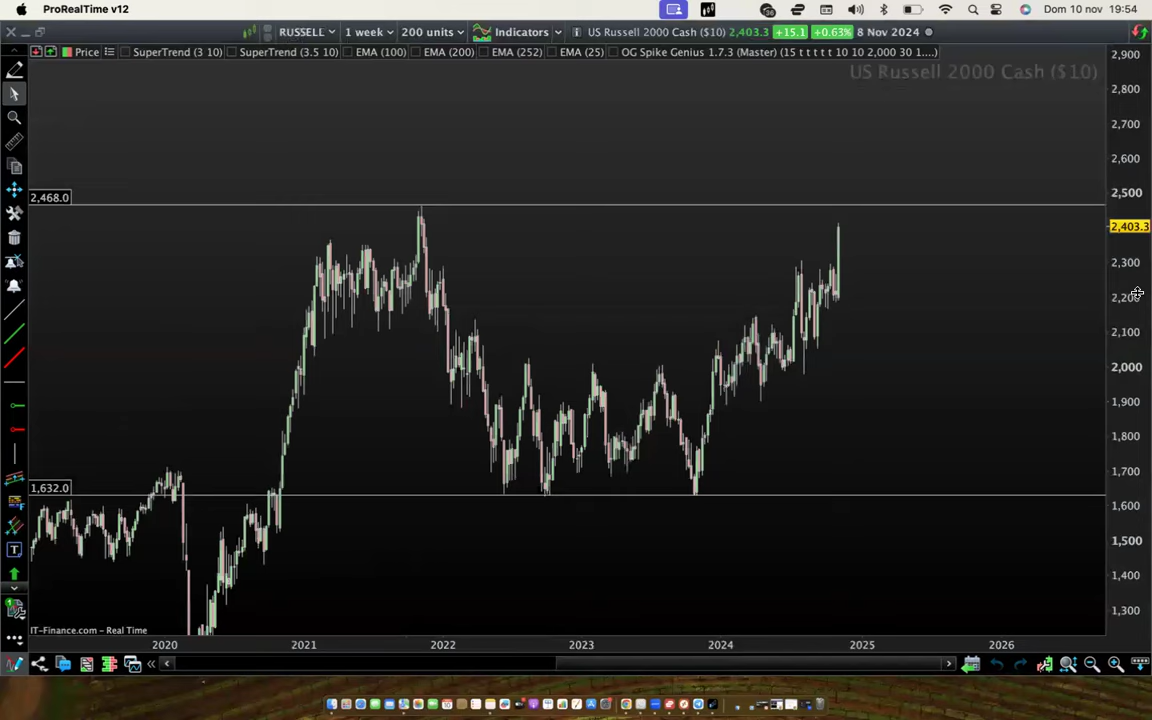 ProRealTime v12
Dom 10 nov 19:54
RUSSELL 1 week 200 units Indicators US Russell 2000 Cash ($10) 2,403.3 +15.1 +0.63% 8 Nov 2024
Price SuperTrend (3 10) SuperTrend (3.5 10) EMA (100) EMA (200) EMA (252) EMA (25) OG Spike Genius 1.7.3 (Master) (15 t t t t t 10 10 2,000 30 1....)
US Russell 2000 Cash ($10)
2,900
2,800
2,700
2,600
2,500
2,403.3
2,300
2,200
2,100
2,000
1,900
1,800
1,700
1,600
1,500
1,400
1,300
2,468.0
1,632.0
IT-Finance.com - Real Time
2020 2021 2022 2023 2024 2025 2026